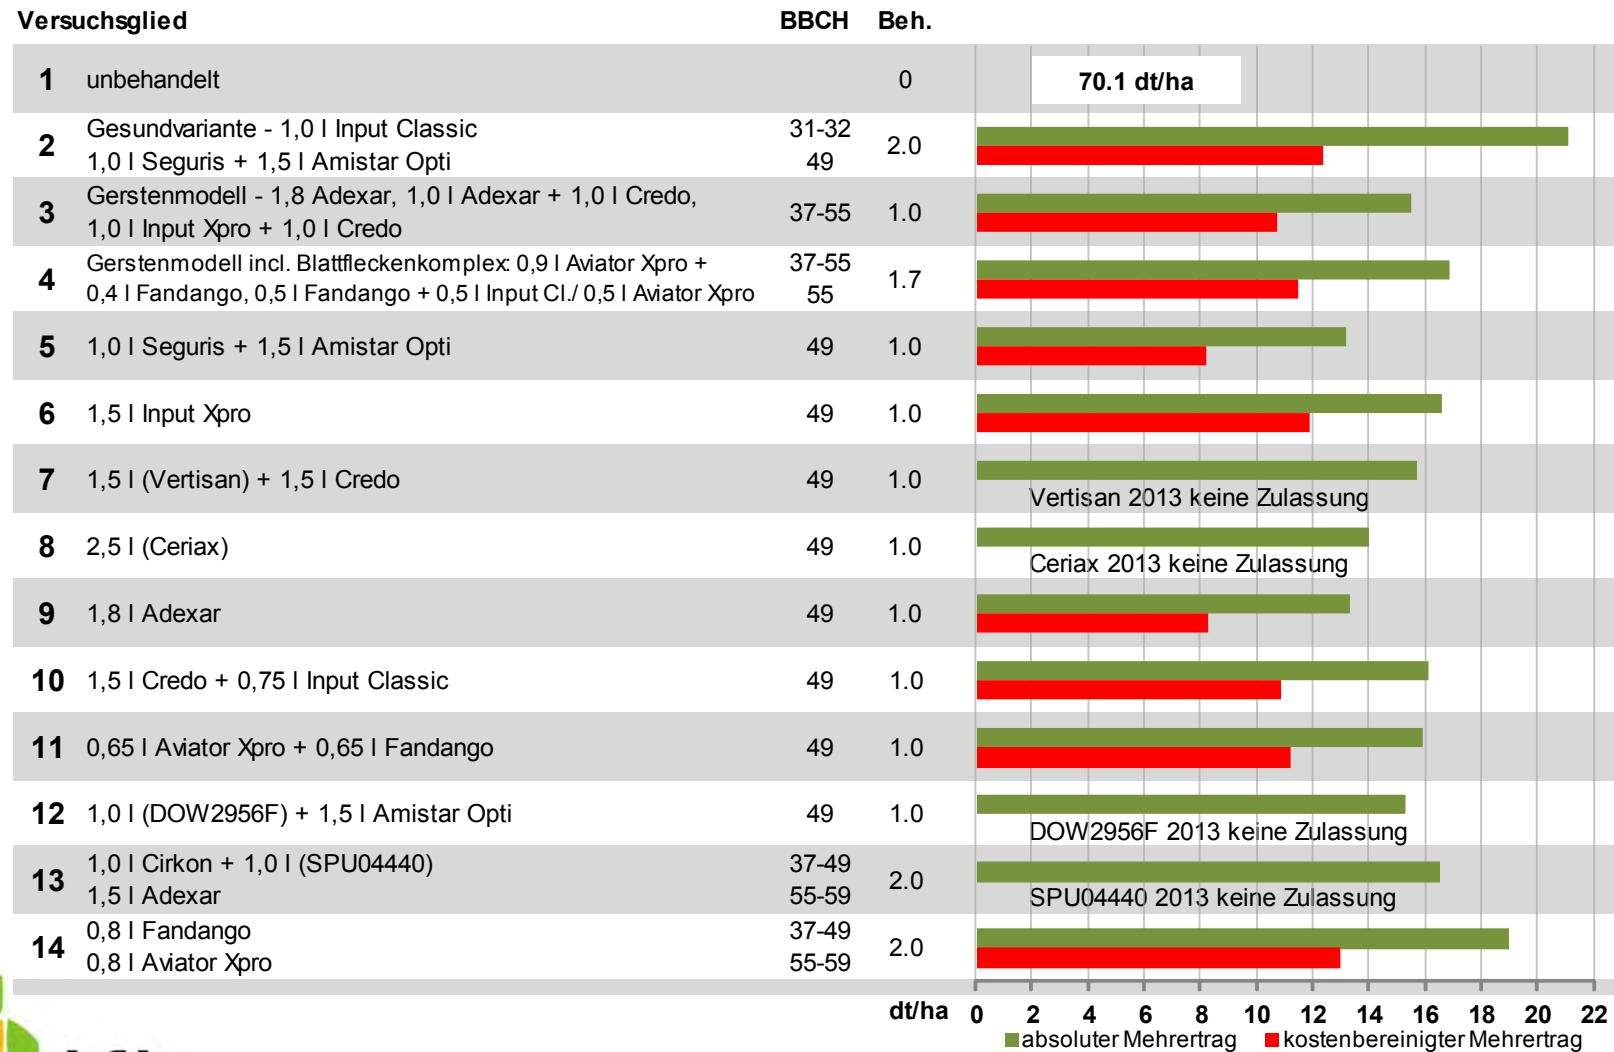 Versuchsglied BBCH Beh.
1 unbehandelt 0 70.1 dt/ha
Gesundvariante - 1,0 l Input Classic 31-32
2 2.0
1,0 l Seguris + 1,5 l Amistar Opti 49
Gerstenmodell - 1,8 Adexar, 1,0 l Adexar + 1,0 l Credo,
3 37-55 1.0
1,0 l Input Xpro + 1,0 l Credo
Gerstenmodell incl. Blattfleckenkomplex: 0,9 l Aviator Xpro + 37-55
4 1.7
0,4 l Fandango, 0,5 l Fandango + 0,5 l Input Cl./ 0,5 l Aviator Xpro 55
5 1,0 l Seguris + 1,5 l Amistar Opti 49 1.0
6 1,5 l Input Xpro 49 1.0
7 1,5 l (Vertisan) + 1,5 l Credo 49 1.0
Vertisan 2013 keine Zulassung
8 2,5 l (Ceriax) 49 1.0
Ceriax 2013 keine Zulassung
9 1,8 l Adexar 49 1.0
10 1,5 l Credo + 0,75 l Input Classic 49 1.0
11 0,65 l Aviator Xpro + 0,65 l Fandango 49 1.0
12 1,0 l (DOW2956F) + 1,5 l Amistar Opti 49 1.0
DOW2956F 2013 keine Zulassung
1,0 l Cirkon + 1,0 l (SPU04440) 37-49
13 2.0
1,5 l Adexar 55-59 SPU04440 2013 keine Zulassung
0,8 l Fandango 37-49
14 2.0
0,8 l Aviator Xpro 55-59
dt/ha 0 2 4 6 8 10 12 14 16 18 20 22
absoluter Mehrertrag kostenbereinigter Mehrertrag